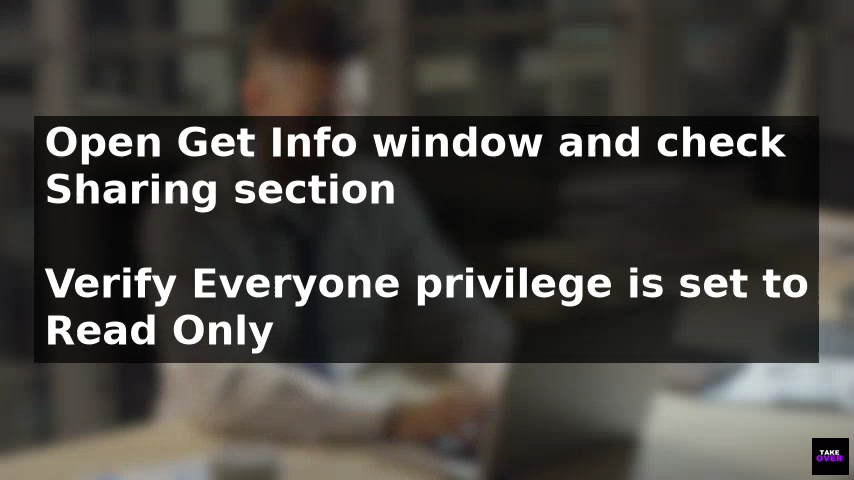 Open Get Info window and check
Sharing section
Verify Everyone privilege is set to
Read Only
TAKE
OVER